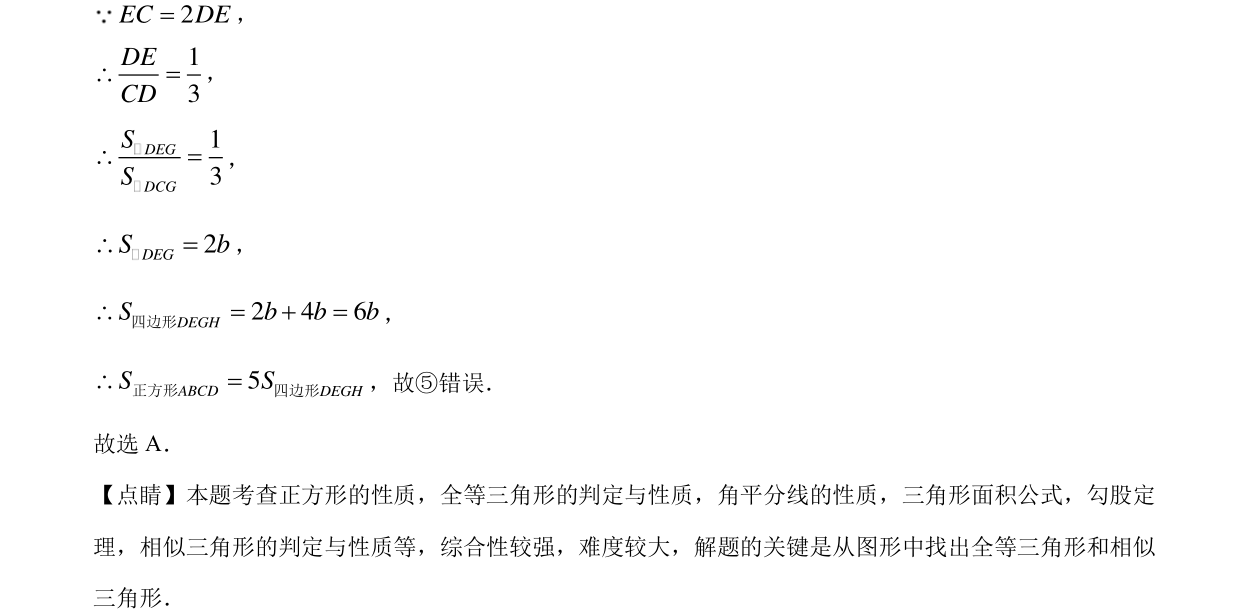 ∵ EC = 2DE，
∴ DE/CD = 1/3，
∴ S□DEG/S□DCG = 1/3，
∴ S□DEG = 2b，
∴ S四边形DEGH = 2b + 4b = 6b，
∴ S正方形ABCD = 5S四边形DEGH，故⑤错误．
故选 A．
【点睛】本题考查正方形的性质，全等三角形的判定与性质，角平分线的性质，三角形面积公式，勾股定
理，相似三角形的判定与性质等，综合性较强，难度较大，解题的关键是从图形中找出全等三角形和相似
三角形．